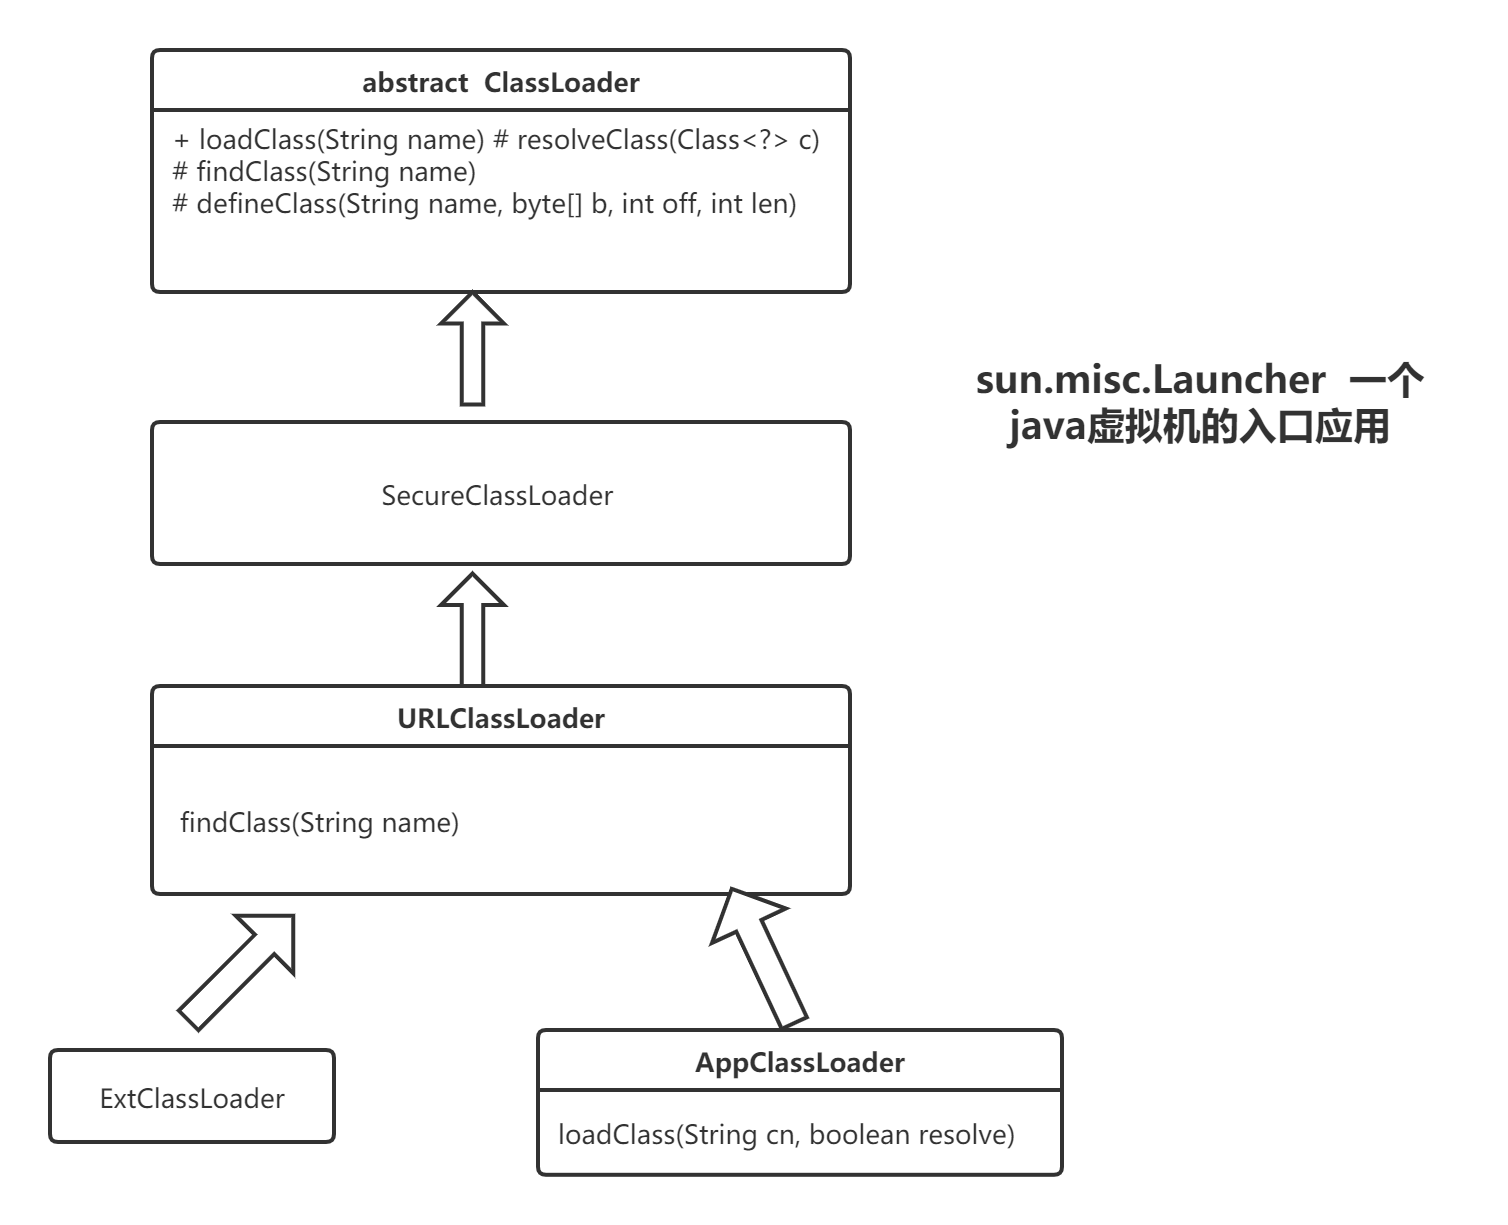 abstract  ClassLoader
+ loadClass(String name) # resolveClass(Class<?> c)
# findClass(String name)
# defineClass(String name, byte[] b, int off, int len)
sun.misc.Launcher  一个
java虚拟机的入口应用
SecureClassLoader
URLClassLoader
findClass(String name)
ExtClassLoader
AppClassLoader
loadClass(String cn, boolean resolve)